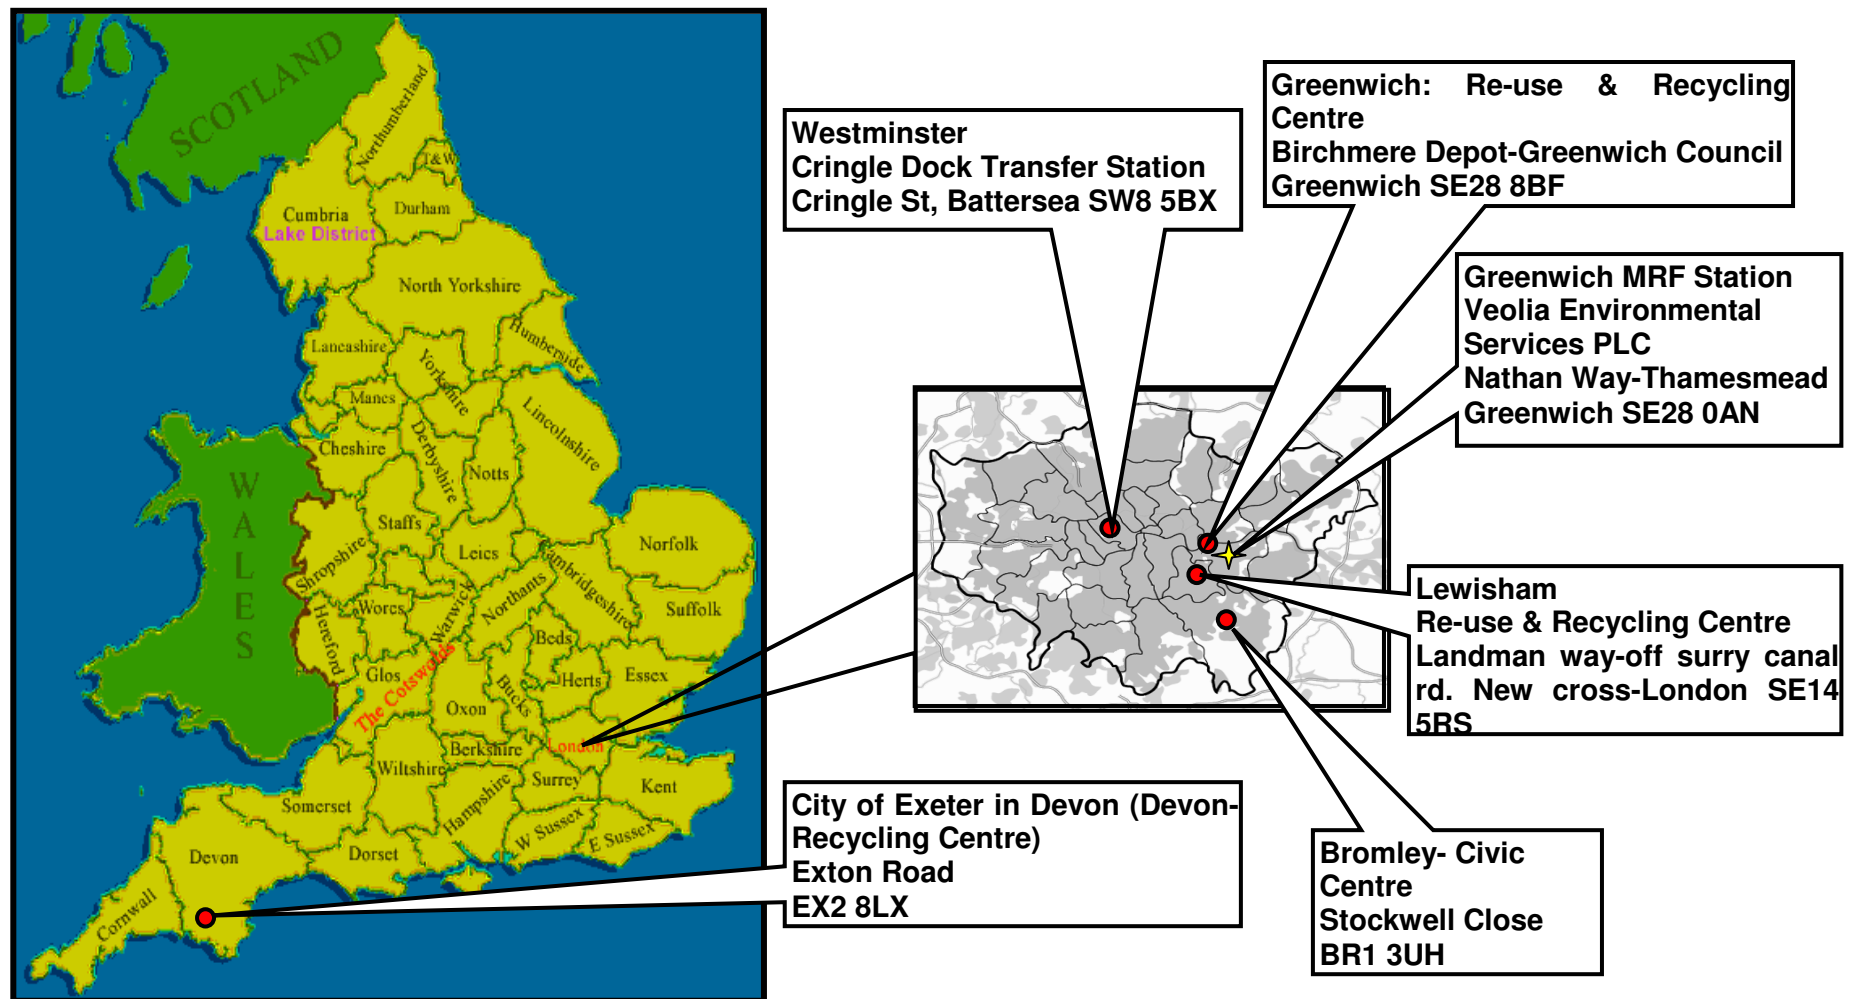 SCOTLAND
Northumberland
T&W
Cumbria
Lake District
Durham
North Yorkshire
Lancashire
Yorkshire
Humberside
Mancs
Cheshire
Derbyshire
Notts
Lincolnshire
WALES
Shropshire
Staffs
Leics
Norfolk
Hereford
Worcs
Warwick
Northants
Cambridgeshire
Suffolk
Glos
The Cotswolds
Oxon
Bucks
Beds
Herts
Essex
Berkshire
London
Wiltshire
Surrey
Kent
Somerset
Hampshire
W Sussex
E Sussex
Devon
Dorset
Cornwall
Westminster
Cringle Dock Transfer Station
Cringle St, Battersea SW8 5BX
Greenwich: Re-use & Recycling
Centre
Birchmere Depot-Greenwich Council
Greenwich SE28 8BF
Greenwich MRF Station
Veolia Environmental
Services PLC
Nathan Way-Thamesmead
Greenwich SE28 0AN
Lewisham
Re-use & Recycling Centre
Landman way-off surry canal
rd. New cross-London SE14
5RS
City of Exeter in Devon (Devon-
Recycling Centre)
Exton Road
EX2 8LX
Bromley- Civic
Centre
Stockwell Close
BR1 3UH